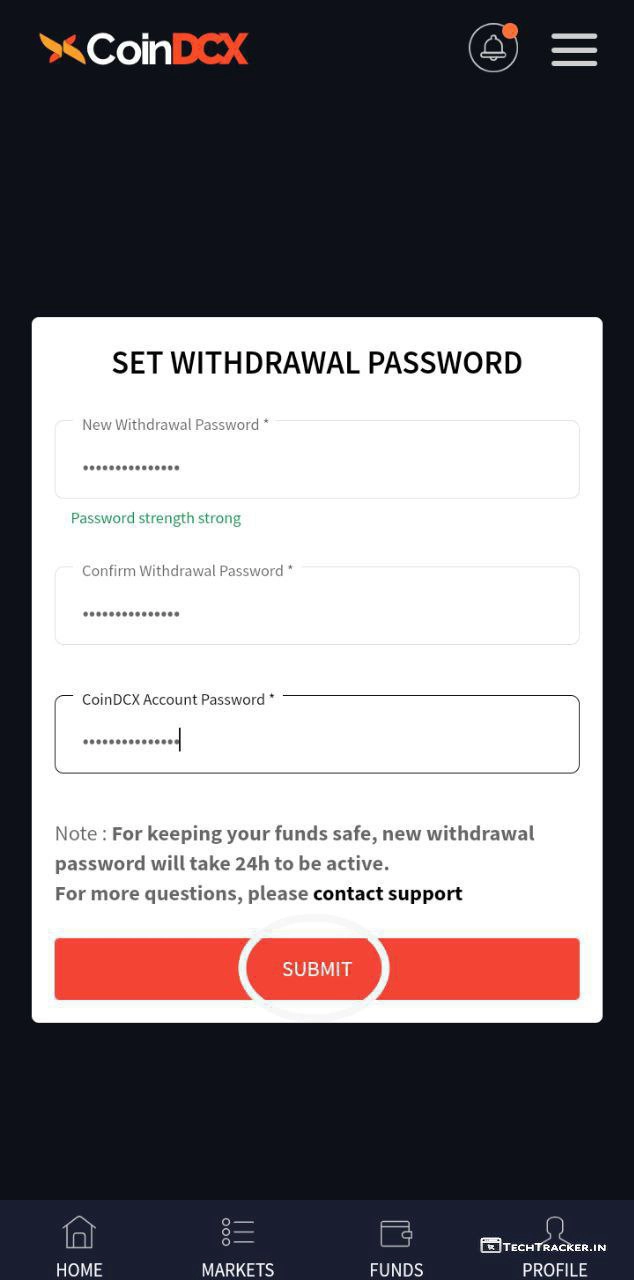 CoinDCX
SET WITHDRAWAL PASSWORD
New Withdrawal Password *
•••••••••••••••
Password strength strong
Confirm Withdrawal Password *
•••••••••••••••
CoinDCX Account Password *
•••••••••••••••
Note : For keeping your funds safe, new withdrawal
password will take 24h to be active.
For more questions, please contact support
SUBMIT
TECHTRACKER.IN
HOME MARKETS FUNDS PROFILE